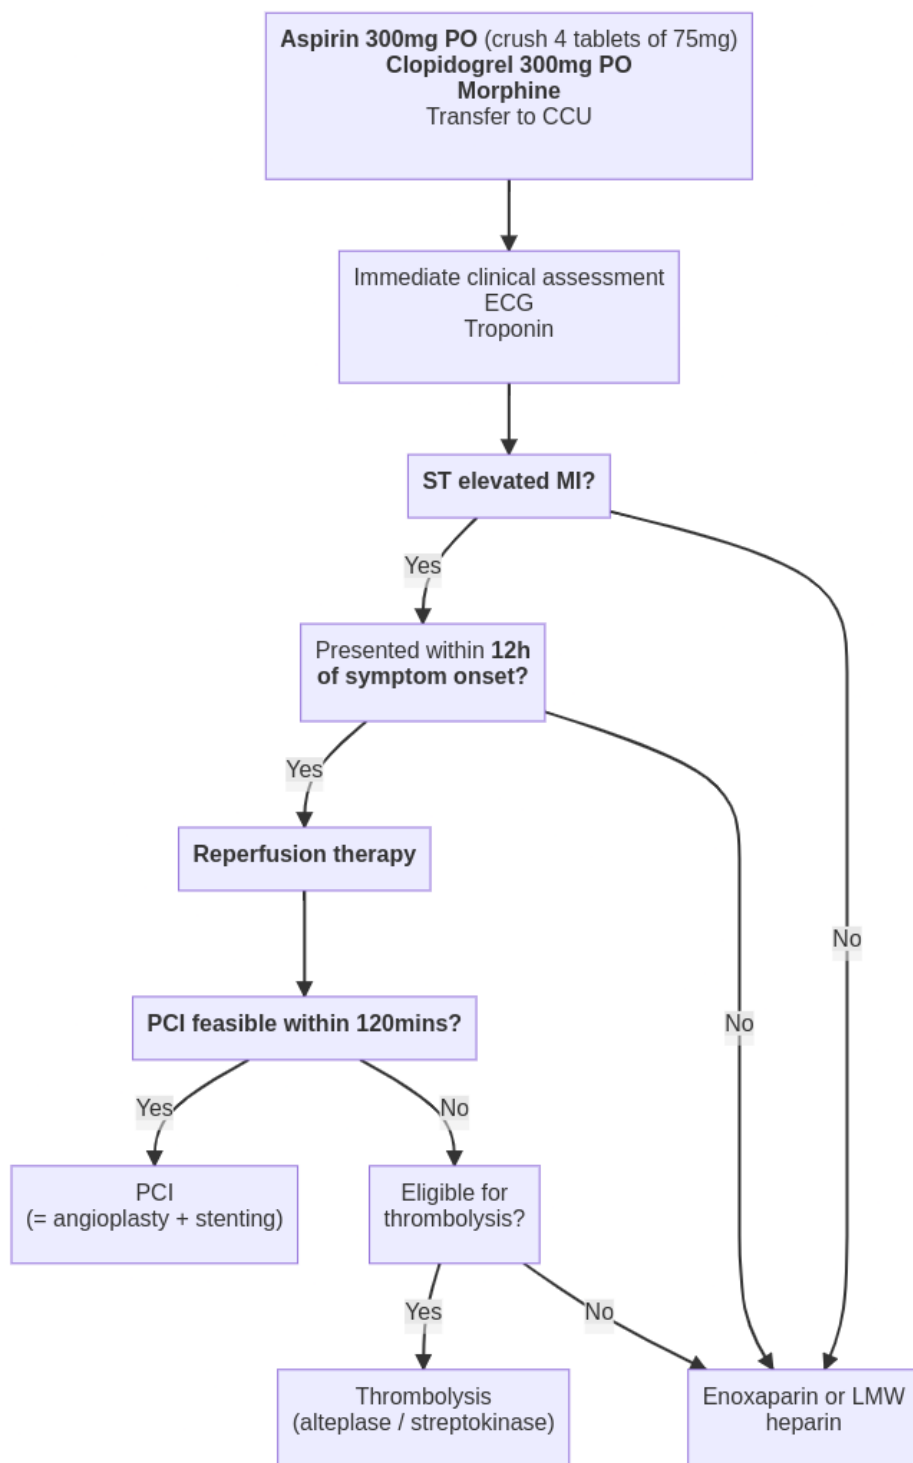 Aspirin 300mg PO (crush 4 tablets of 75mg)
Clopidogrel 300mg PO
Morphine
Transfer to CCU
Immediate clinical assessment
ECG
Troponin
ST elevated MI?
Yes
Presented within 12h
of symptom onset?
Yes
Reperfusion therapy
No
PCI feasible within 120mins?
No
Yes
No
PCI
(= angioplasty + stenting)
Eligible for
thrombolysis?
Yes
No
Thrombolysis
(alteplase / streptokinase)
Enoxaparin or LMW
heparin